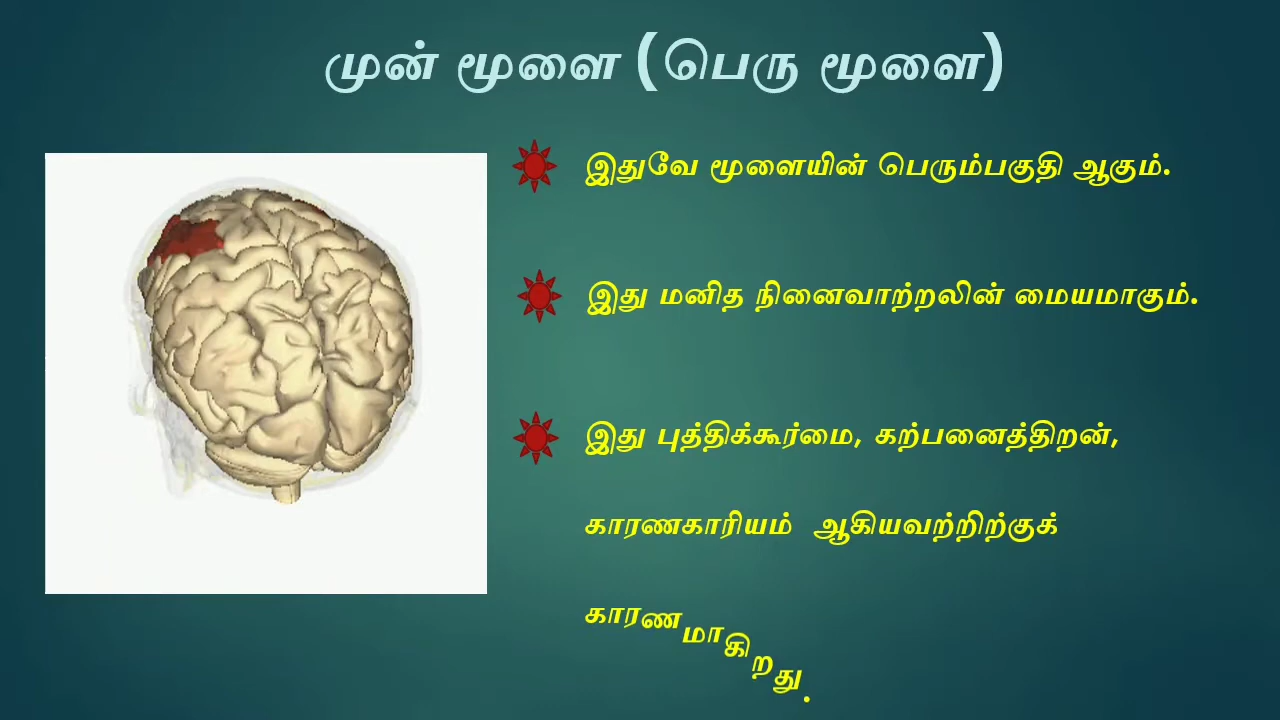 முன் மூளை (பெரு மூளை)
இதுவே மூளையின் பெரும்பகுதி ஆகும்.
இது மனித நினைவாற்றலின் மையமாகும்.
இது புத்திக்கூர்மை, கற்பனைத்திறன்,
காரணகாரியம் ஆகியவற்றிற்குக்
காரணமாகிறது.